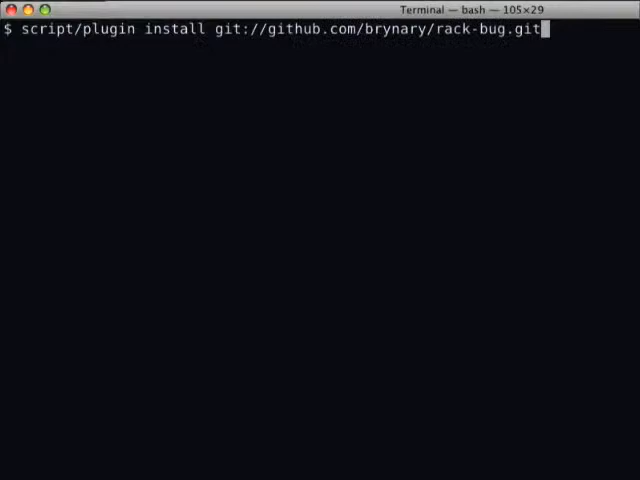 Terminal — bash — 105×29
$ script/plugin install git://github.com/brynary/rack-bug.git